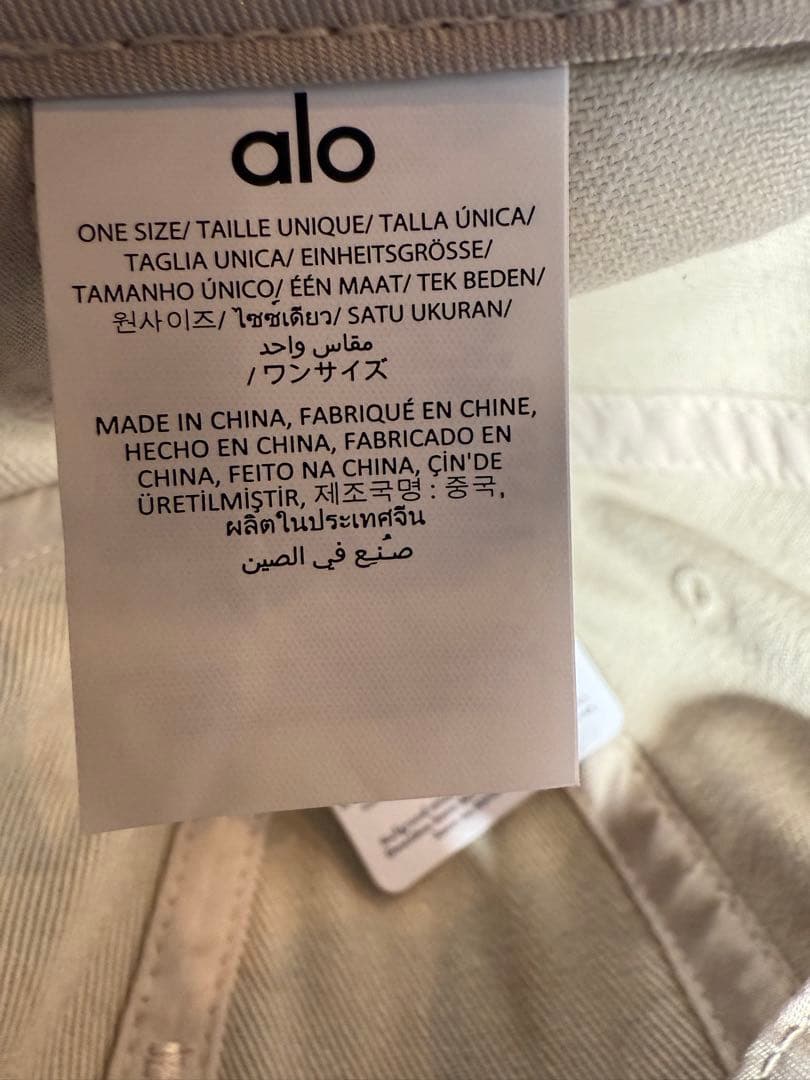 alo
ONE SIZE/ TAILLE UNIQUE/ TALLA ÚNICA/
TAGLIA UNICA/ EINHEITSGRÖSSE/
TAMANHO ÚNICO/ ÉÉN MAAT/ TEK BEDEN/
원사이즈/ ไซซ์เดียว/ SATU UKURAN/
مقاس واحد
/ ワンサイズ
MADE IN CHINA, FABRIQUÉ EN CHINE,
HECHO EN CHINA, FABRICADO EN
CHINA, FEITO NA CHINA, ÇİN'DE
ÜRETİLMİŞTİR, 제조국명 : 중국,
ผลิตในประเทศจีน
صُنِع في الصين